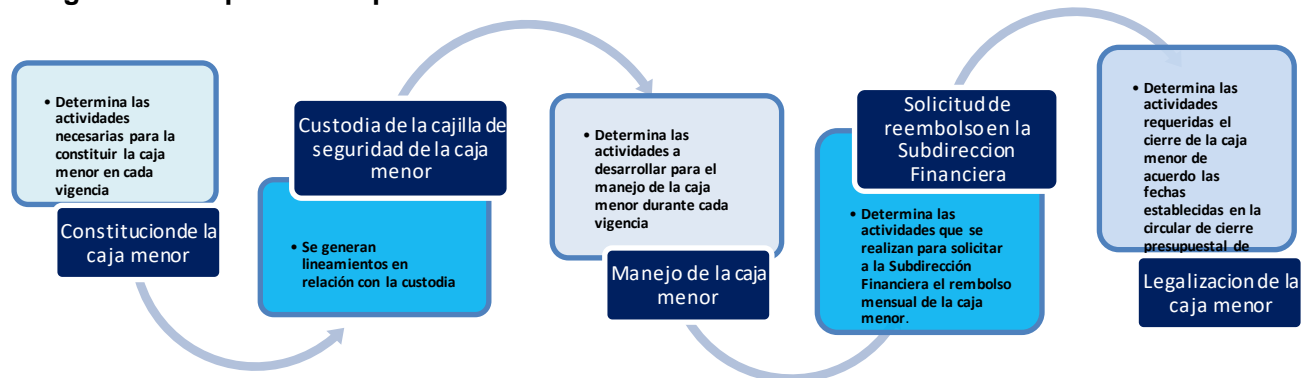 • Determina las
actividades
necesarias para la
constituir la caja
menor en cada
vigencia
Constitucionde la
caja menor
Custodia de la cajilla de
seguridad de la caja
menor
• Se generan
lineamientos en
relación con la custodia
• Determina las
actividades a
desarrollar para el
manejo de la caja
menor durante cada
vigencia
Manejo de la caja
menor
Solicitud de
reembolso en la
Subdireccion
Financiera
• Determina las
actividades que se
realizan para solicitar
a la Subdirección
Financiera el rembolso
mensual de la caja
menor.
• Determina las
actividades
requeridas el
cierre de la caja
menor de
acuerdo las
fechas
establecidas en la
circular de cierre
presupuestal de
Legalizacion de la
caja menor